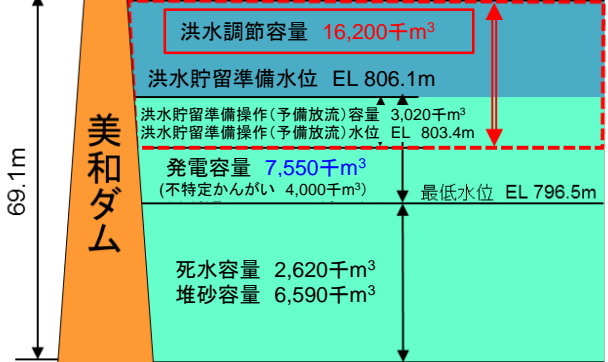 洪水調節容量 16,200千m³
洪水貯留準備水位 EL 806.1m
洪水貯留準備操作(予備放流)容量 3,020千m³
洪水貯留準備操作(予備放流)水位 EL 803.4m
発電容量 7,550千m³
(不特定かんがい 4,000千m³)
最低水位 EL 796.5m
死水容量 2,620千m³
堆砂容量 6,590千m³
美和ダム
69.1m